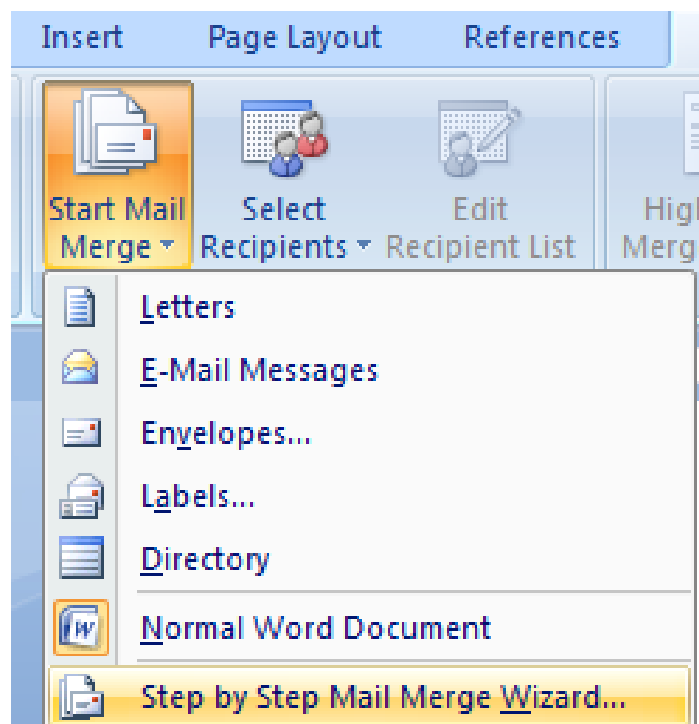 Insert Page Layout References
Start Mail Merge Select Recipients Edit Recipient List
Letters
E-Mail Messages
Envelopes...
Labels...
Directory
Normal Word Document
Step by Step Mail Merge Wizard...